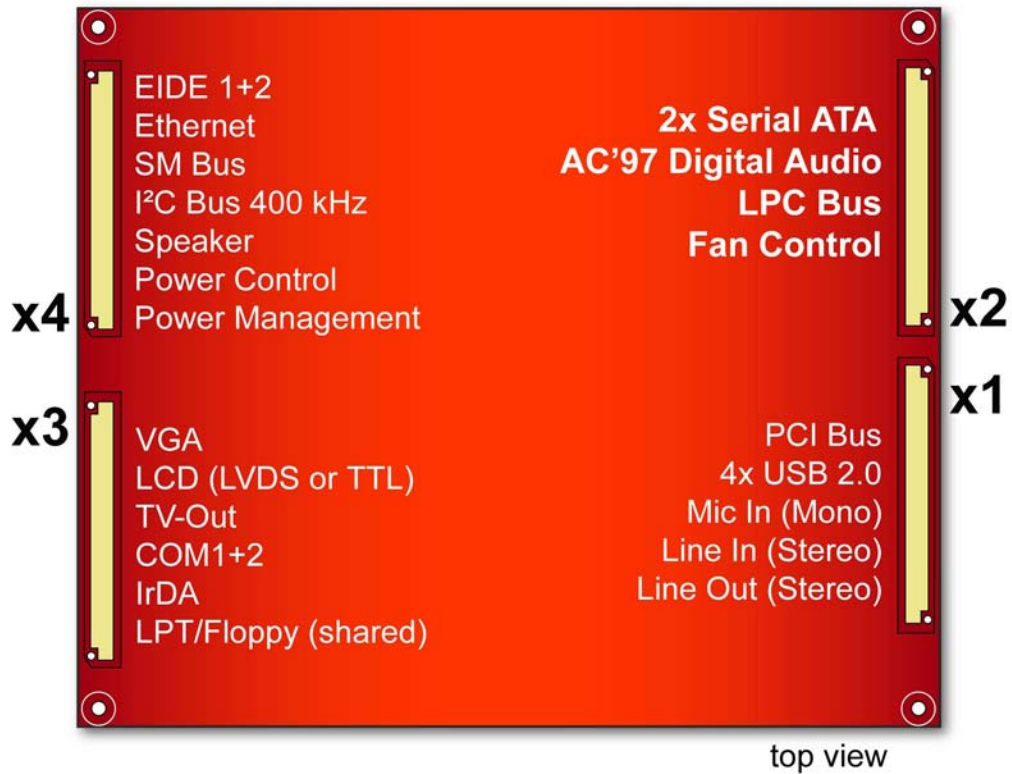 EIDE 1+2
Ethernet
SM Bus
I²C Bus 400 kHz
Speaker
Power Control
Power Management
x4
2x Serial ATA
AC’97 Digital Audio
LPC Bus
Fan Control
x2
x3
VGA
LCD (LVDS or TTL)
TV-Out
COM1+2
IrDA
LPT/Floppy (shared)
x1
PCI Bus
4x USB 2.0
Mic In (Mono)
Line In (Stereo)
Line Out (Stereo)
top view